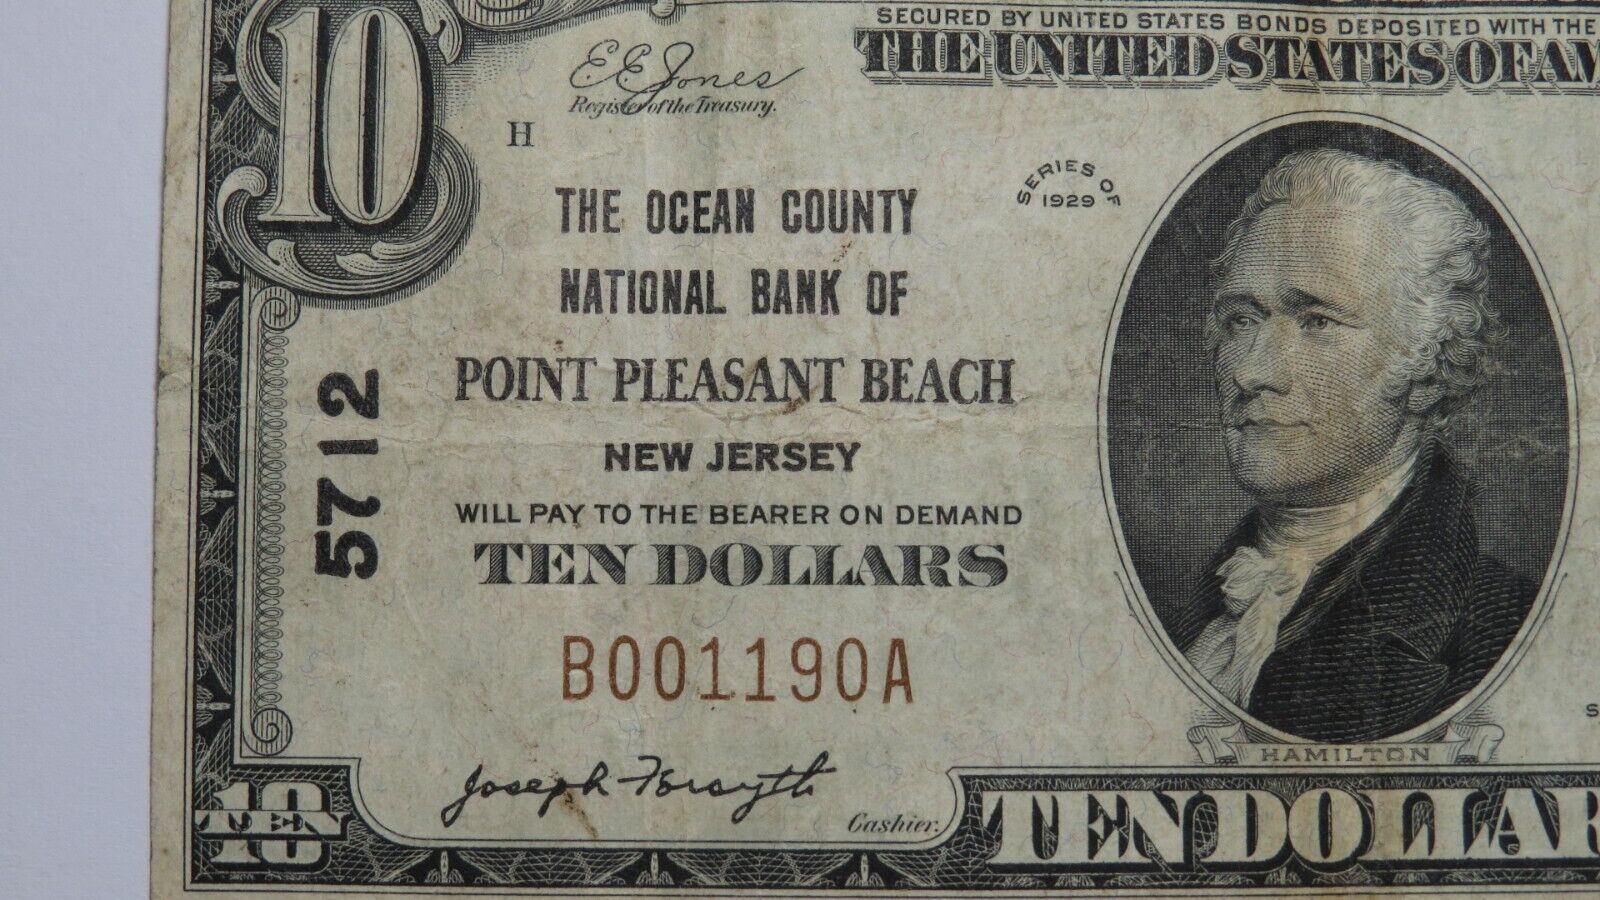 10
SECURED BY UNITED STATES BONDS DEPOSITED WITH THE
THE UNITED STATES OF AM
E. E. Jones
Register of the Treasury.
H
SERIES OF
1929
THE OCEAN COUNTY
NATIONAL BANK OF
POINT PLEASANT BEACH
NEW JERSEY
WILL PAY TO THE BEARER ON DEMAND
TEN DOLLARS
5712
B001190A
HAMILTON
S
Joseph Forsyth
Cashier.
10
TEN
TEN DOLLAR